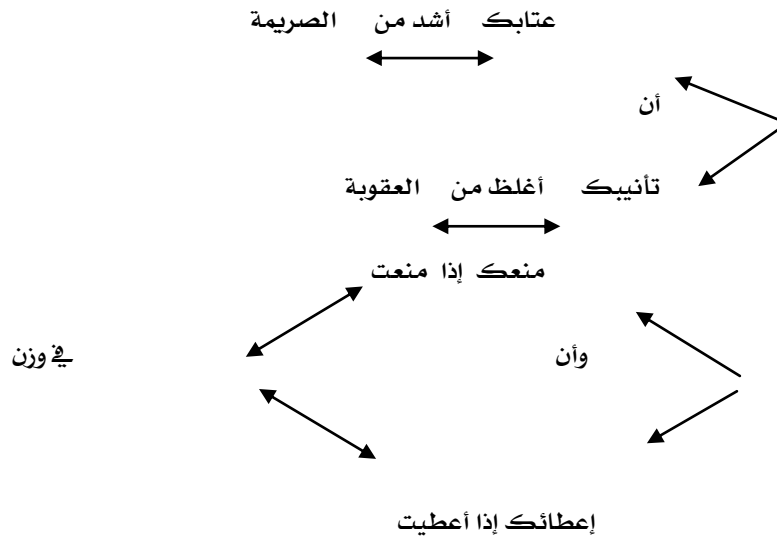 عتابك أشد من الصريمة
أن
تأنيبك أغلظ من العقوبة
منعك إذا منعت
وأن
في وزن
إعطائك إذا أعطيت